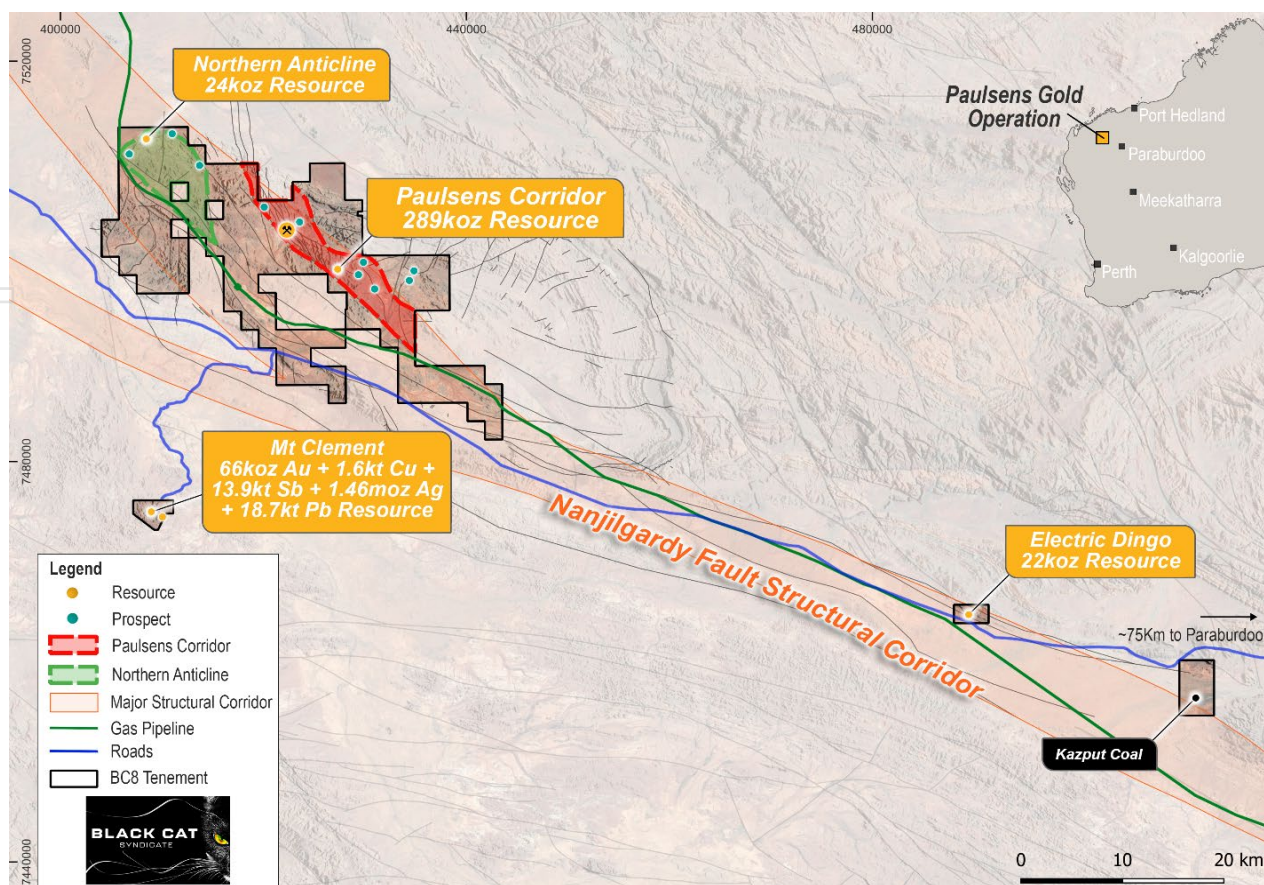 400000
440000
480000
7520000
7480000
7440000
Northern Anticline
24koz Resource
Paulsens Corridor
289koz Resource
Paulsens Gold
Operation
Port Hedland
Paraburdoo
Meekatharra
Kalgoorlie
Perth
Mt Clement
66koz Au + 1.6kt Cu +
13.9kt Sb + 1.46moz Ag
+ 18.7kt Pb Resource
Nanjilgardy Fault Structural Corridor
Electric Dingo
22koz Resource
~75Km to Paraburdoo
Kazput Coal
Legend
Resource
Prospect
Paulsens Corridor
Northern Anticline
Major Structural Corridor
Gas Pipeline
Roads
BC8 Tenement
BLACK CAT
SYNDICATE
0 10 20 km